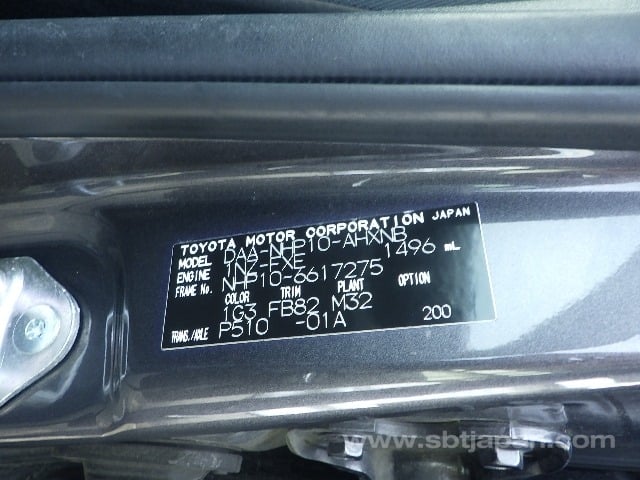 TOYOTA MOTOR CORPORATION JAPAN
MODEL DAA-NHP10-AHXNB
ENGINE 1NZ-FXE 1496 mL
FRAME No. NHP10-6617275
COLOR TRIM PLANT OPTION
1G3 FB82 M32
TRANS./AXLE P510 -01A 200
www.sbtjapan.com